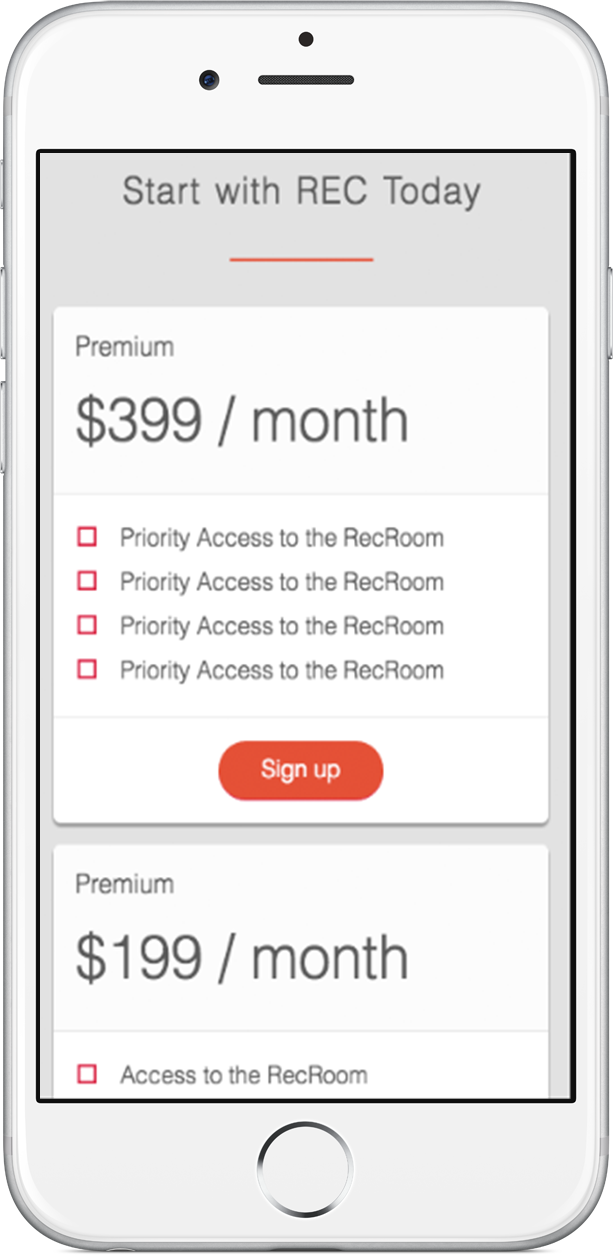 Start with REC Today
Premium
$399 / month
Priority Access to the RecRoom
Priority Access to the RecRoom
Priority Access to the RecRoom
Priority Access to the RecRoom
Sign up
Premium
$199 / month
Access to the RecRoom